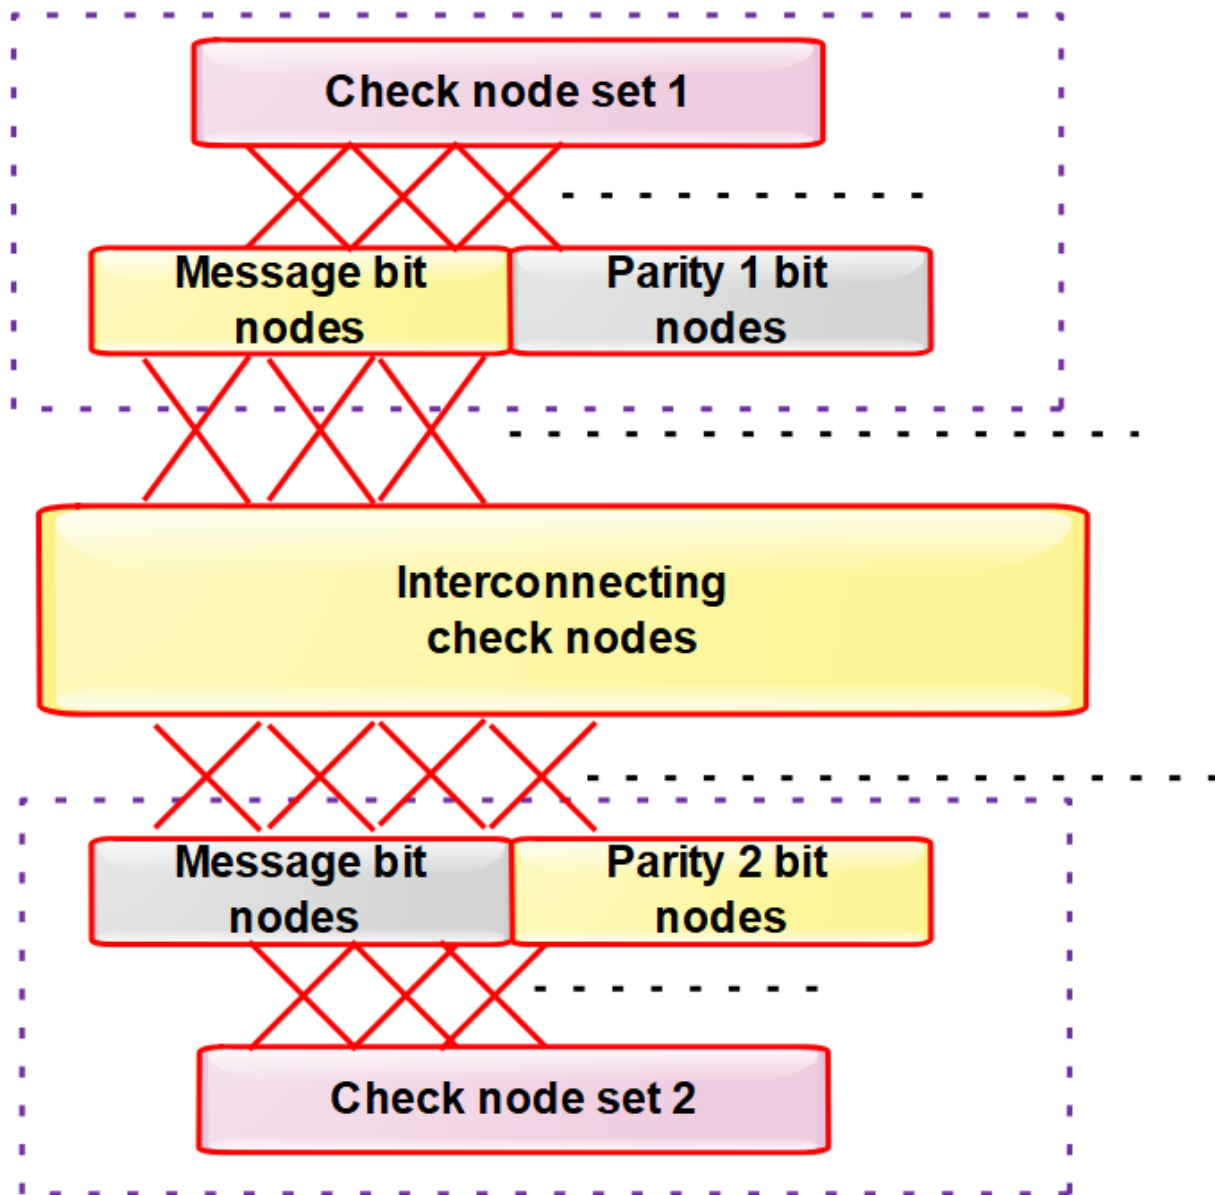 Check node set 1
Message bit
nodes
Parity 1 bit
nodes
Interconnecting
check nodes
Message bit
nodes
Parity 2 bit
nodes
Check node set 2